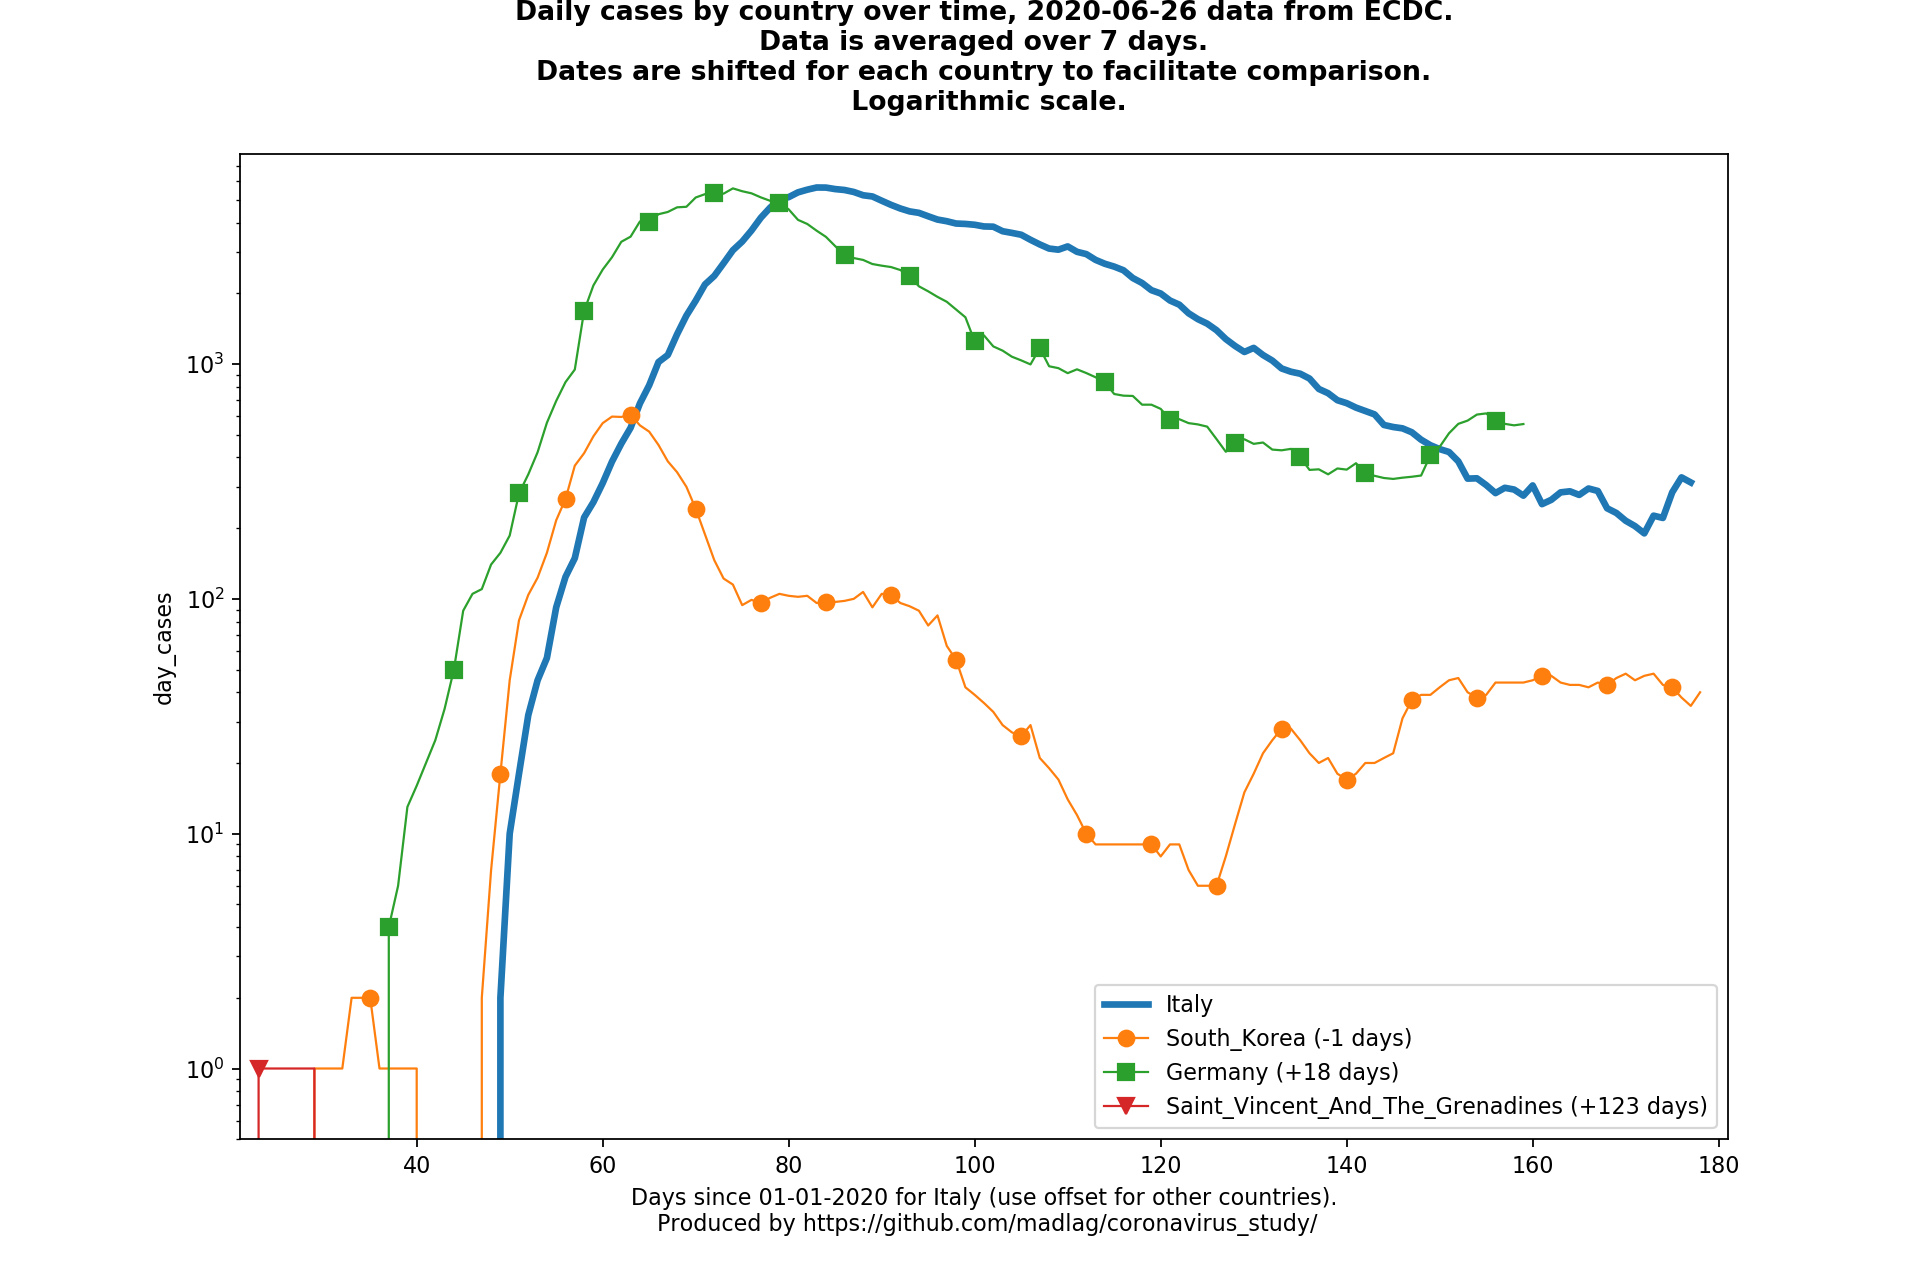 Daily cases by country over time, 2020-06-26 data from ECDC.
Data is averaged over 7 days.
Dates are shifted for each country to facilitate comparison.
Logarithmic scale.
10³
10²
10¹
10⁰
day_cases
Italy
South_Korea (-1 days)
Germany (+18 days)
Saint_Vincent_And_The_Grenadines (+123 days)
40 60 80 100 120 140 160 180
Days since 01-01-2020 for Italy (use offset for other countries).
Produced by https://github.com/madlag/coronavirus_study/